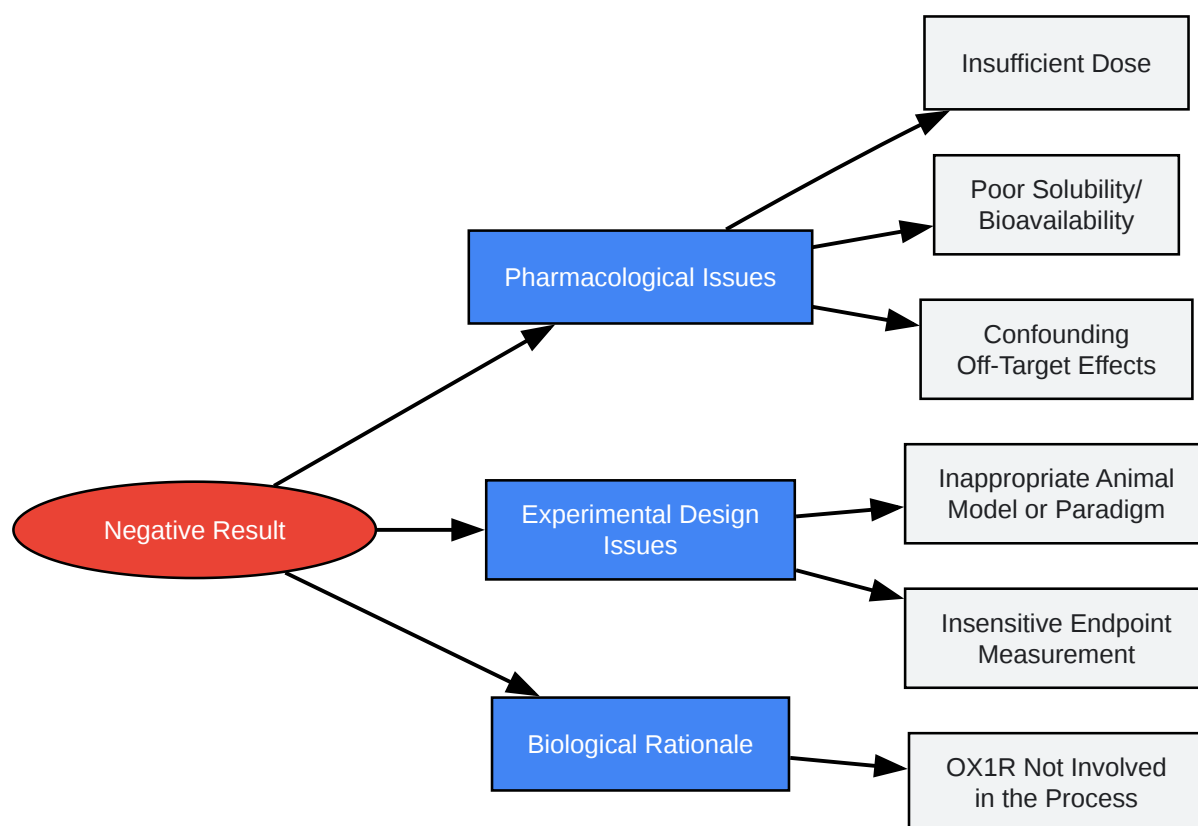 Insufficient Dose
Poor Solubility/
Bioavailability
Pharmacological Issues
Confounding
Off-Target Effects
Inappropriate Animal
Model or Paradigm
Experimental Design
Issues
Negative Result
Insensitive Endpoint
Measurement
Biological Rationale
OX1R Not Involved
in the Process